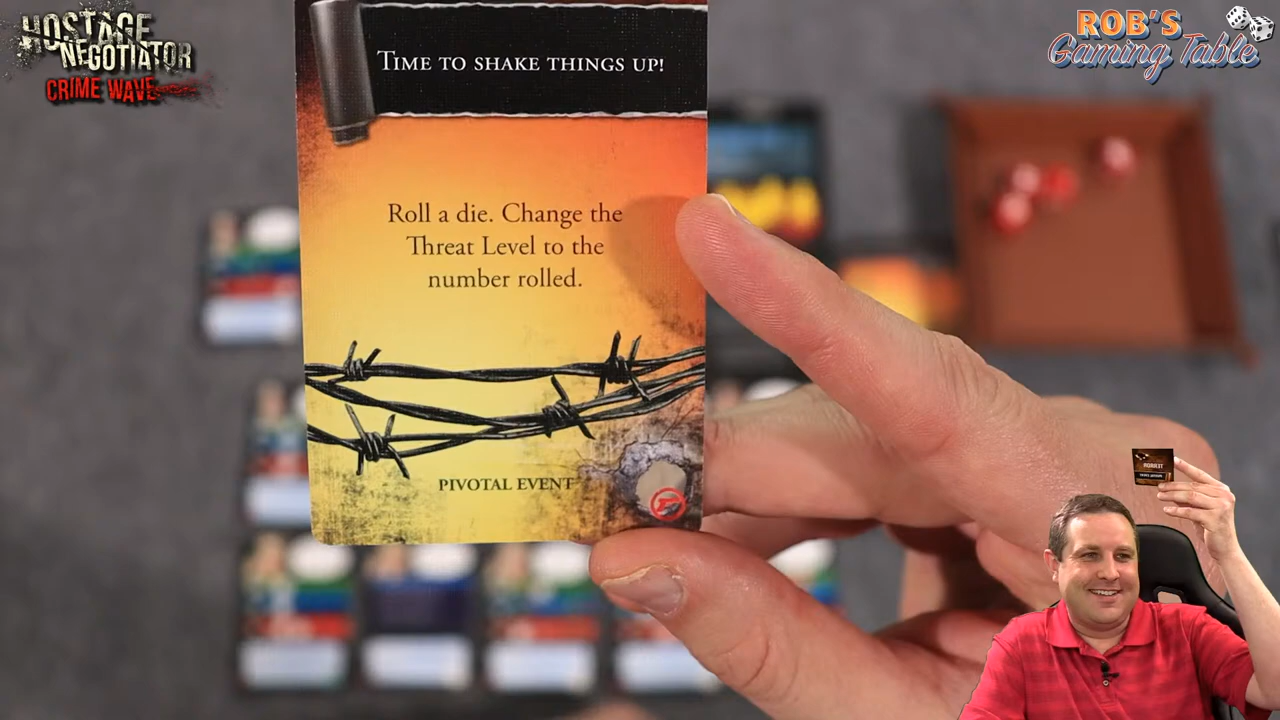 HOSTAGE
NEGOTIATOR
CRIME WAVE
ROB'S
Gaming Table
TIME TO SHAKE THINGS UP!
Roll a die. Change the
Threat Level to the
number rolled.
PIVOTAL EVENT